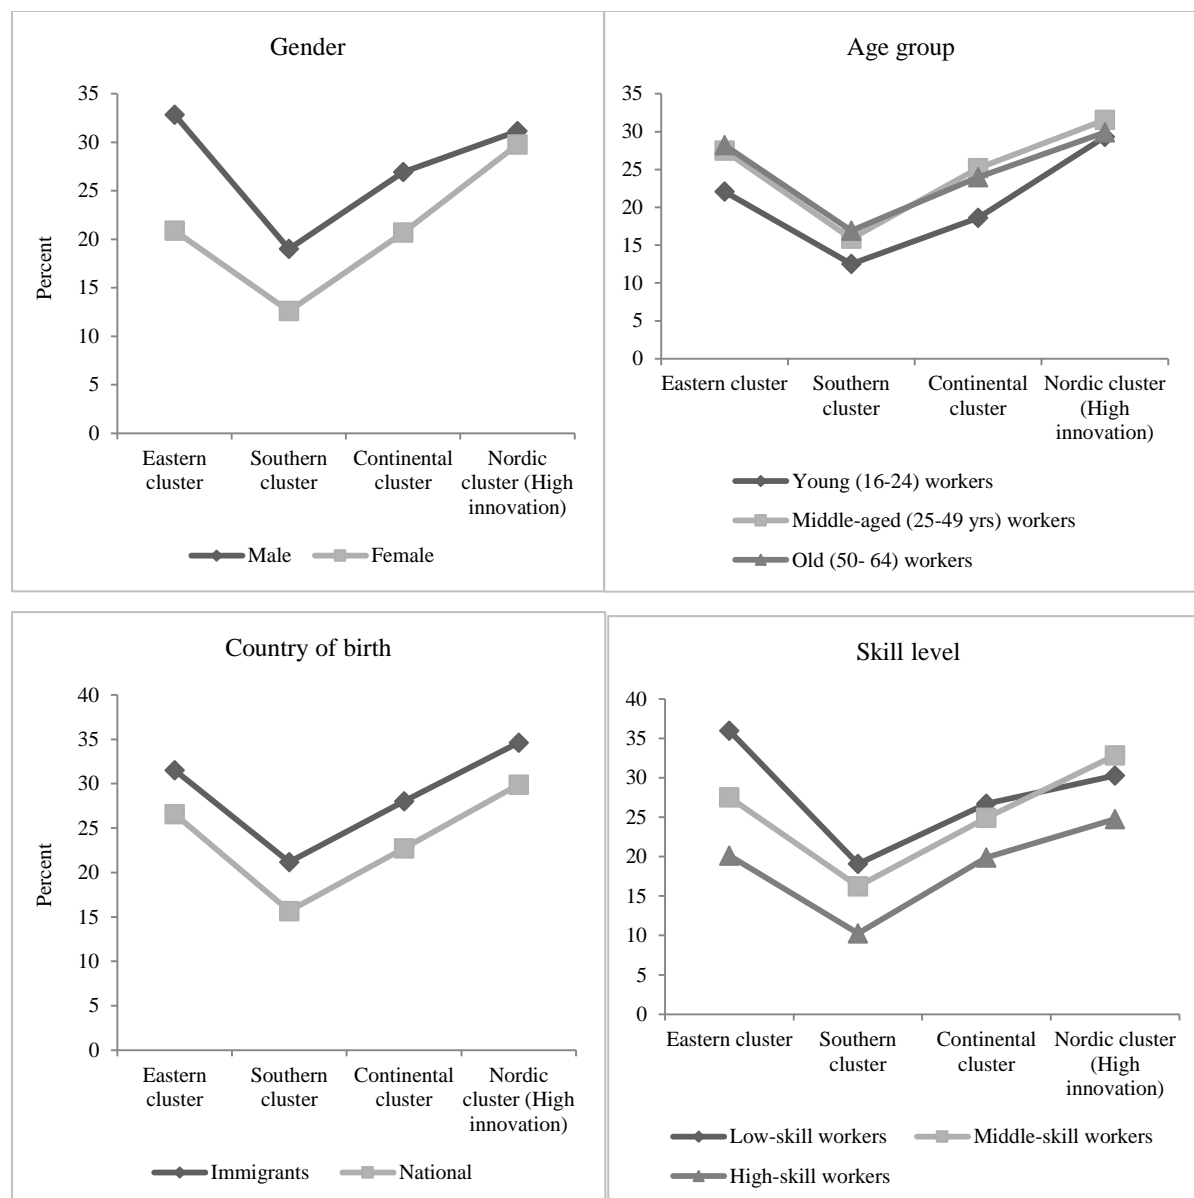 Gender
35
30
25
20
15
10
5
0
Percent
Eastern cluster
Southern cluster
Continental cluster
Nordic cluster (High innovation)
Male
Female
Age group
35
30
25
20
15
10
5
0
Eastern cluster
Southern cluster
Continental cluster
Nordic cluster (High innovation)
Young (16-24) workers
Middle-aged (25-49 yrs) workers
Old (50- 64) workers
Country of birth
40
35
30
25
20
15
10
5
0
Percent
Eastern cluster
Southern cluster
Continental cluster
Nordic cluster (High innovation)
Immigrants
National
Skill level
40
35
30
25
20
15
10
5
0
Eastern cluster
Southern cluster
Continental cluster
Nordic cluster (High innovation)
Low-skill workers
Middle-skill workers
High-skill workers